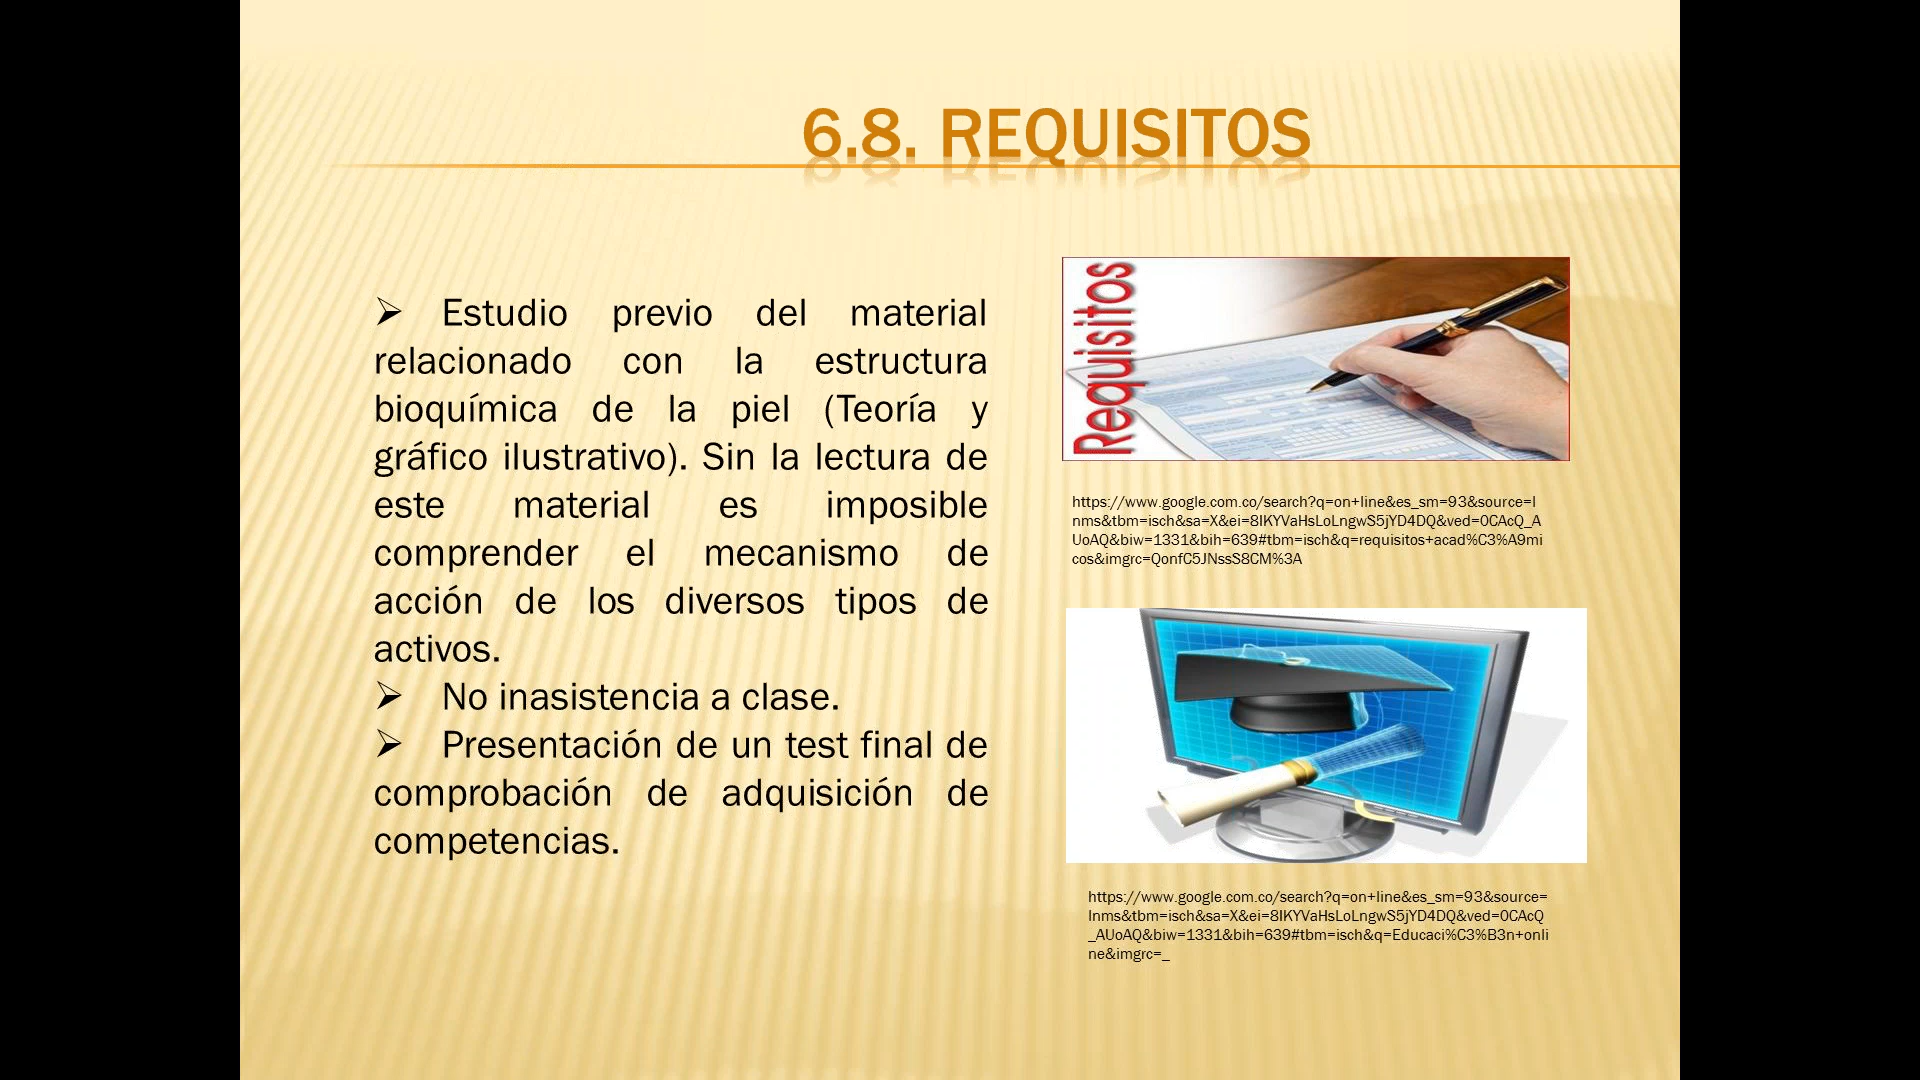 6.8. REQUISITOS
➢ Estudio previo del material
relacionado con la estructura
bioquímica de la piel (Teoría y
gráfico ilustrativo). Sin la lectura de
este material es imposible
comprender el mecanismo de
acción de los diversos tipos de
activos.
➢ No inasistencia a clase.
➢ Presentación de un test final de
comprobación de adquisición de
competencias.
Requisitos
https://www.google.com.co/search?q=on+line&es_sm=93&source=l
nms&tbm=isch&sa=X&ei=8IKYVaHsLoLngwS5jYD4DQ&ved=0CAcQ_A
UoAQ&biw=1331&bih=639#tbm=isch&q=requisitos+acad%C3%A9mi
cos&imgrc=QonfC5JNssS8CM%3A
https://www.google.com.co/search?q=on+line&es_sm=93&source=
lnms&tbm=isch&sa=X&ei=8IKYVaHsLoLngwS5jYD4DQ&ved=0CAcQ
_AUoAQ&biw=1331&bih=639#tbm=isch&q=Educaci%C3%B3n+onli
ne&imgrc=_